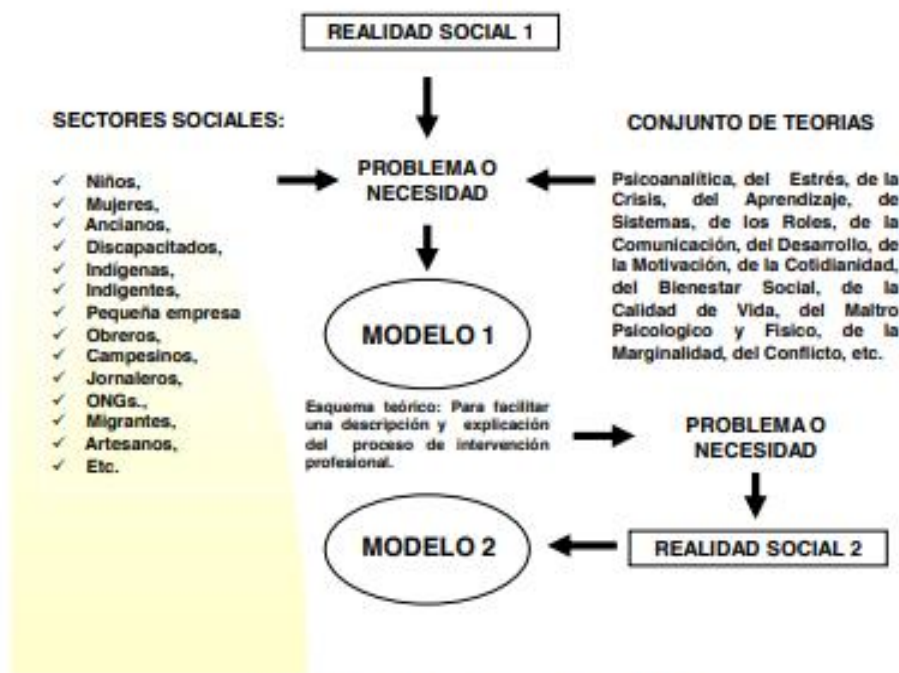 REALIDAD SOCIAL 1
SECTORES SOCIALES:
✓ Niños,
✓ Mujeres,
✓ Ancianos,
✓ Discapacitados,
✓ Indígenas,
✓ Indigentes,
✓ Pequeña empresa
✓ Obreros,
✓ Campesinos,
✓ Jornaleros,
✓ ONGs.,
✓ Migrantes,
✓ Artesanos,
✓ Etc.
PROBLEMA O
NECESIDAD
CONJUNTO DE TEORIAS
Psicoanalítica, del Estrés, de la
Crisis, del Aprendizaje, de
Sistemas, de los Roles, de la
Comunicación, del Desarrollo, de
la Motivación, de la Cotidianidad,
del Bienestar Social, de la
Calidad de Vida, del Maltro
Psicologico y Fisico, de la
Marginalidad, del Conflicto, etc.
MODELO 1
Esquema teórico: Para facilitar
una descripción y explicación
del proceso de intervención
profesional.
PROBLEMA O
NECESIDAD
REALIDAD SOCIAL 2
MODELO 2